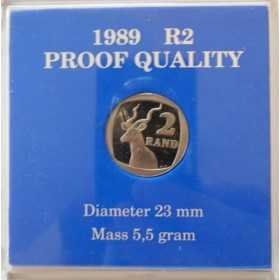 1989 R2
PROOF QUALITY
2
RAND
Diameter 23 mm
Mass 5,5 gram